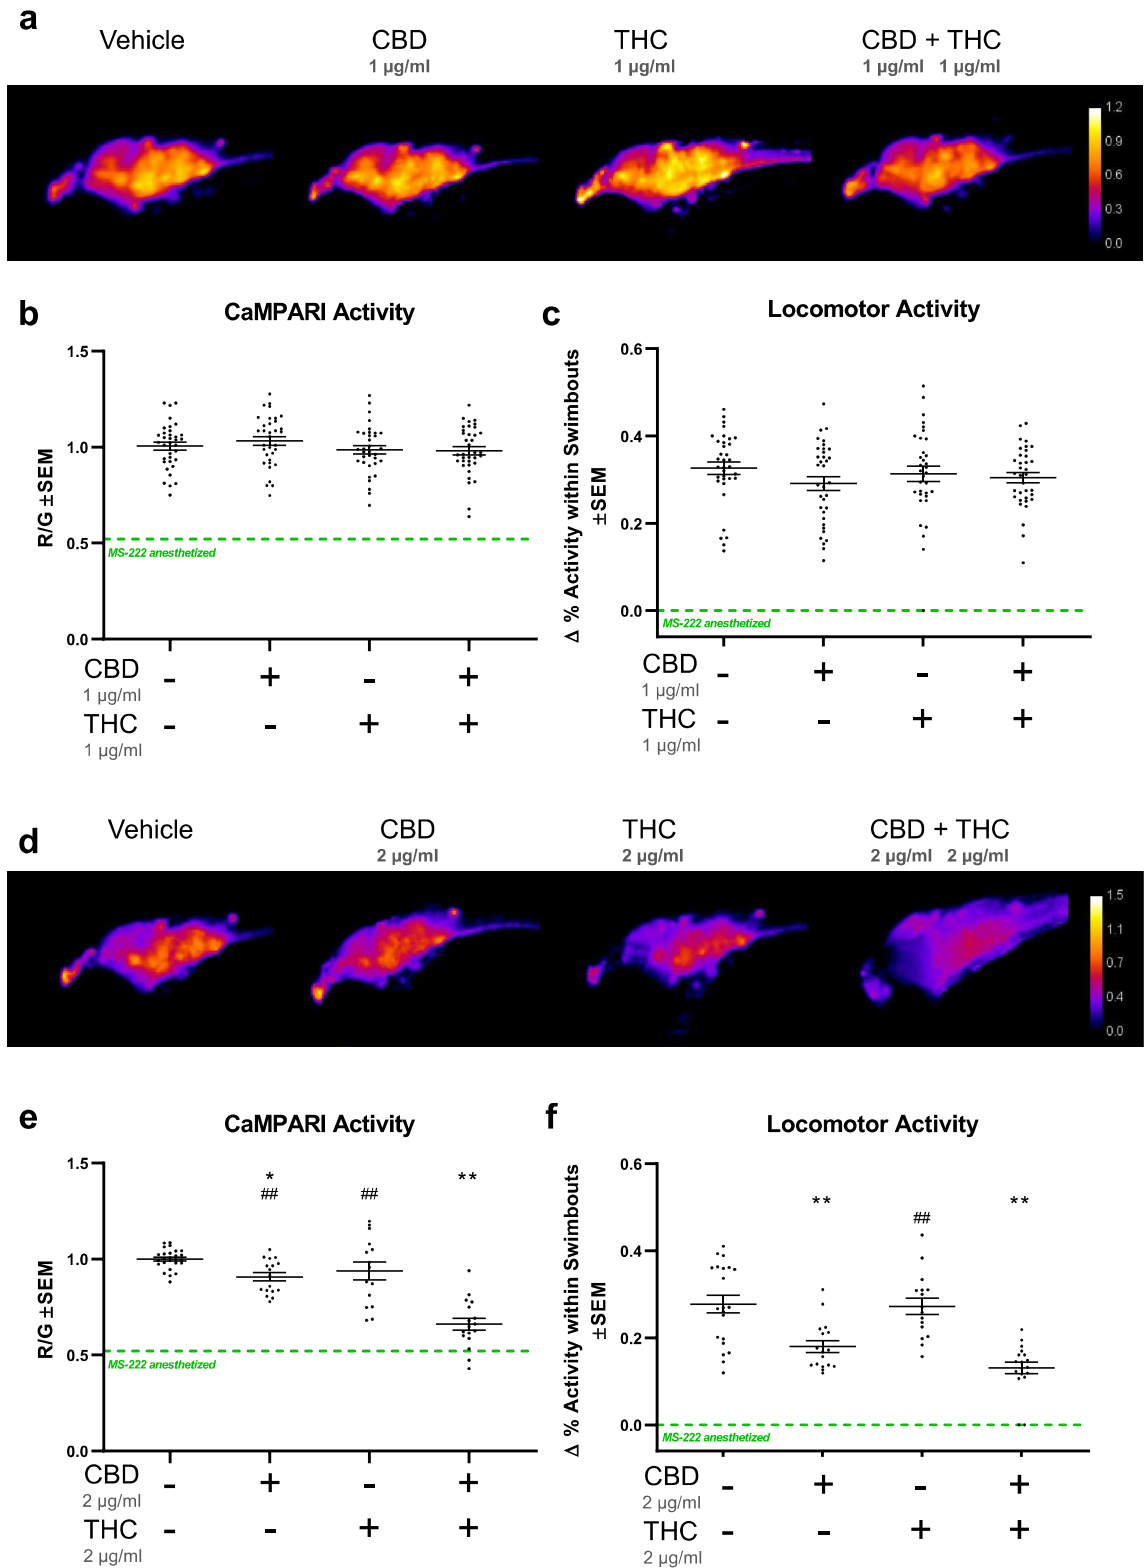 a
Vehicle CBD THC CBD + THC
1 µg/ml 1 µg/ml 1 µg/ml 1 µg/ml
1.2
0.9
0.6
0.3
0.0
b
CaMPARI Activity
R/G ±SEM
1.5
1.0
0.5
0.0
MS-222 anesthetized
CBD - + - +
1 µg/ml
THC - - + +
1 µg/ml
c
Locomotor Activity
Δ % Activity within Swimbouts
±SEM
0.6
0.4
0.2
0.0
MS-222 anesthetized
CBD - + - +
1 µg/ml
THC - - + +
1 µg/ml
d
Vehicle CBD THC CBD + THC
2 µg/ml 2 µg/ml 2 µg/ml 2 µg/ml
1.5
1.1
0.7
0.4
0.0
e
CaMPARI Activity
R/G ±SEM
1.5
1.0
0.5
0.0
* **
## ##
MS-222 anesthetized
CBD - + - +
2 µg/ml
THC - - + +
2 µg/ml
f
Locomotor Activity
Δ % Activity within Swimbouts
±SEM
0.6
0.4
0.2
0.0
** **
##
MS-222 anesthetized
CBD - + - +
2 µg/ml
THC - - + +
2 µg/ml